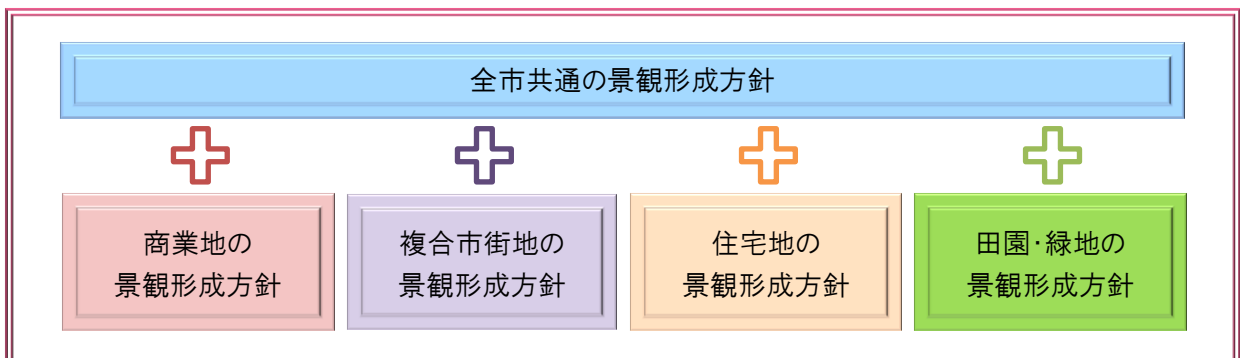 全市共通の景観形成方針
商業地の
景観形成方針
複合市街地の
景観形成方針
住宅地の
景観形成方針
田園・緑地の
景観形成方針